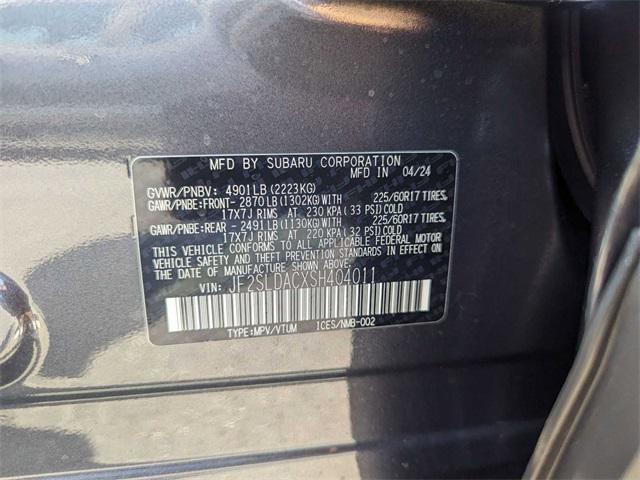 MFD BY SUBARU CORPORATION
MFD IN 04/24
GVWR/PNBV: 4901LB(2223KG)
GAWR/PNBE:FRONT- 2870LB(1302KG)WITH 225/60R17 TIRES,
17X7J RIMS AT 230 KPA(33 PSI)COLD
GAWR/PNBE:REAR - 2491LB(1130KG)WITH 225/60R17 TIRES,
17X7J RIMS AT 220 KPA(32 PSI)COLD
THIS VEHICLE CONFORMS TO ALL APPLICABLE FEDERAL MOTOR
VEHICLE SAFETY AND THEFT PREVENTION STANDARDS IN EFFECT ON
THE DATE OF MANUFACTURE SHOWN ABOVE.
VIN: JF2SLDACXSH404011
TYPE:MPV/VTUM ICES/NMB-002